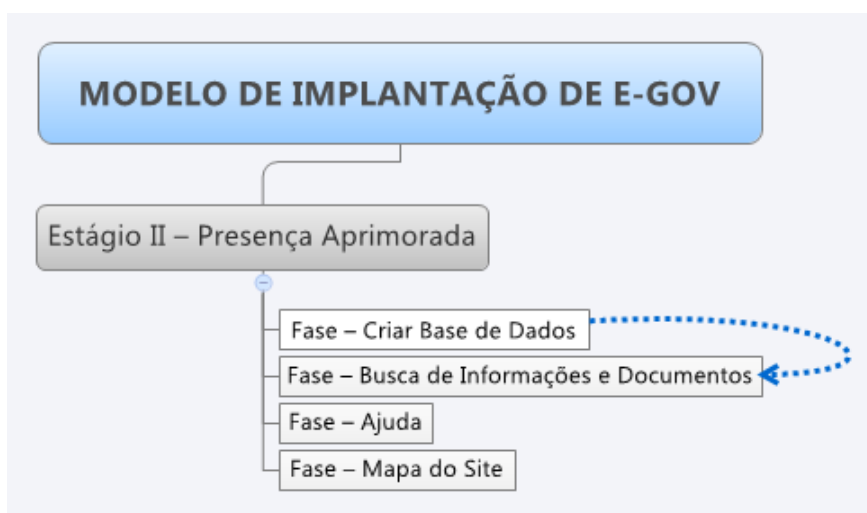 MODELO DE IMPLANTAÇÃO DE E-GOV
Estágio II – Presença Aprimorada
Fase – Criar Base de Dados
Fase – Busca de Informações e Documentos
Fase – Ajuda
Fase – Mapa do Site